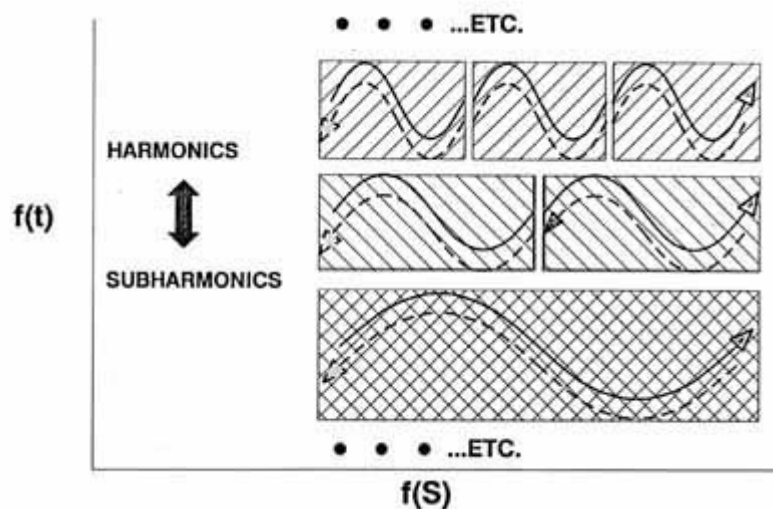 ...ETC.
HARMONICS
f(t)
SUBHARMONICS
...ETC.
f(S)